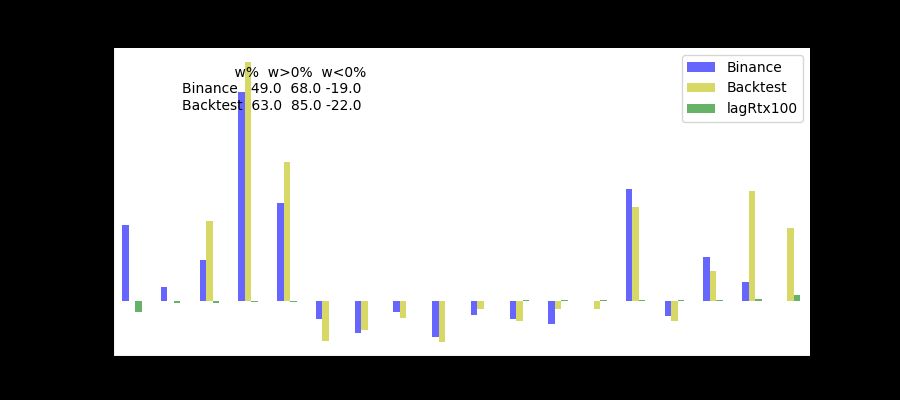 w% w>0% w<0%
Binance 49.0 68.0 -19.0
Backtest 63.0 85.0 -22.0
Binance
Backtest
lagRtx100